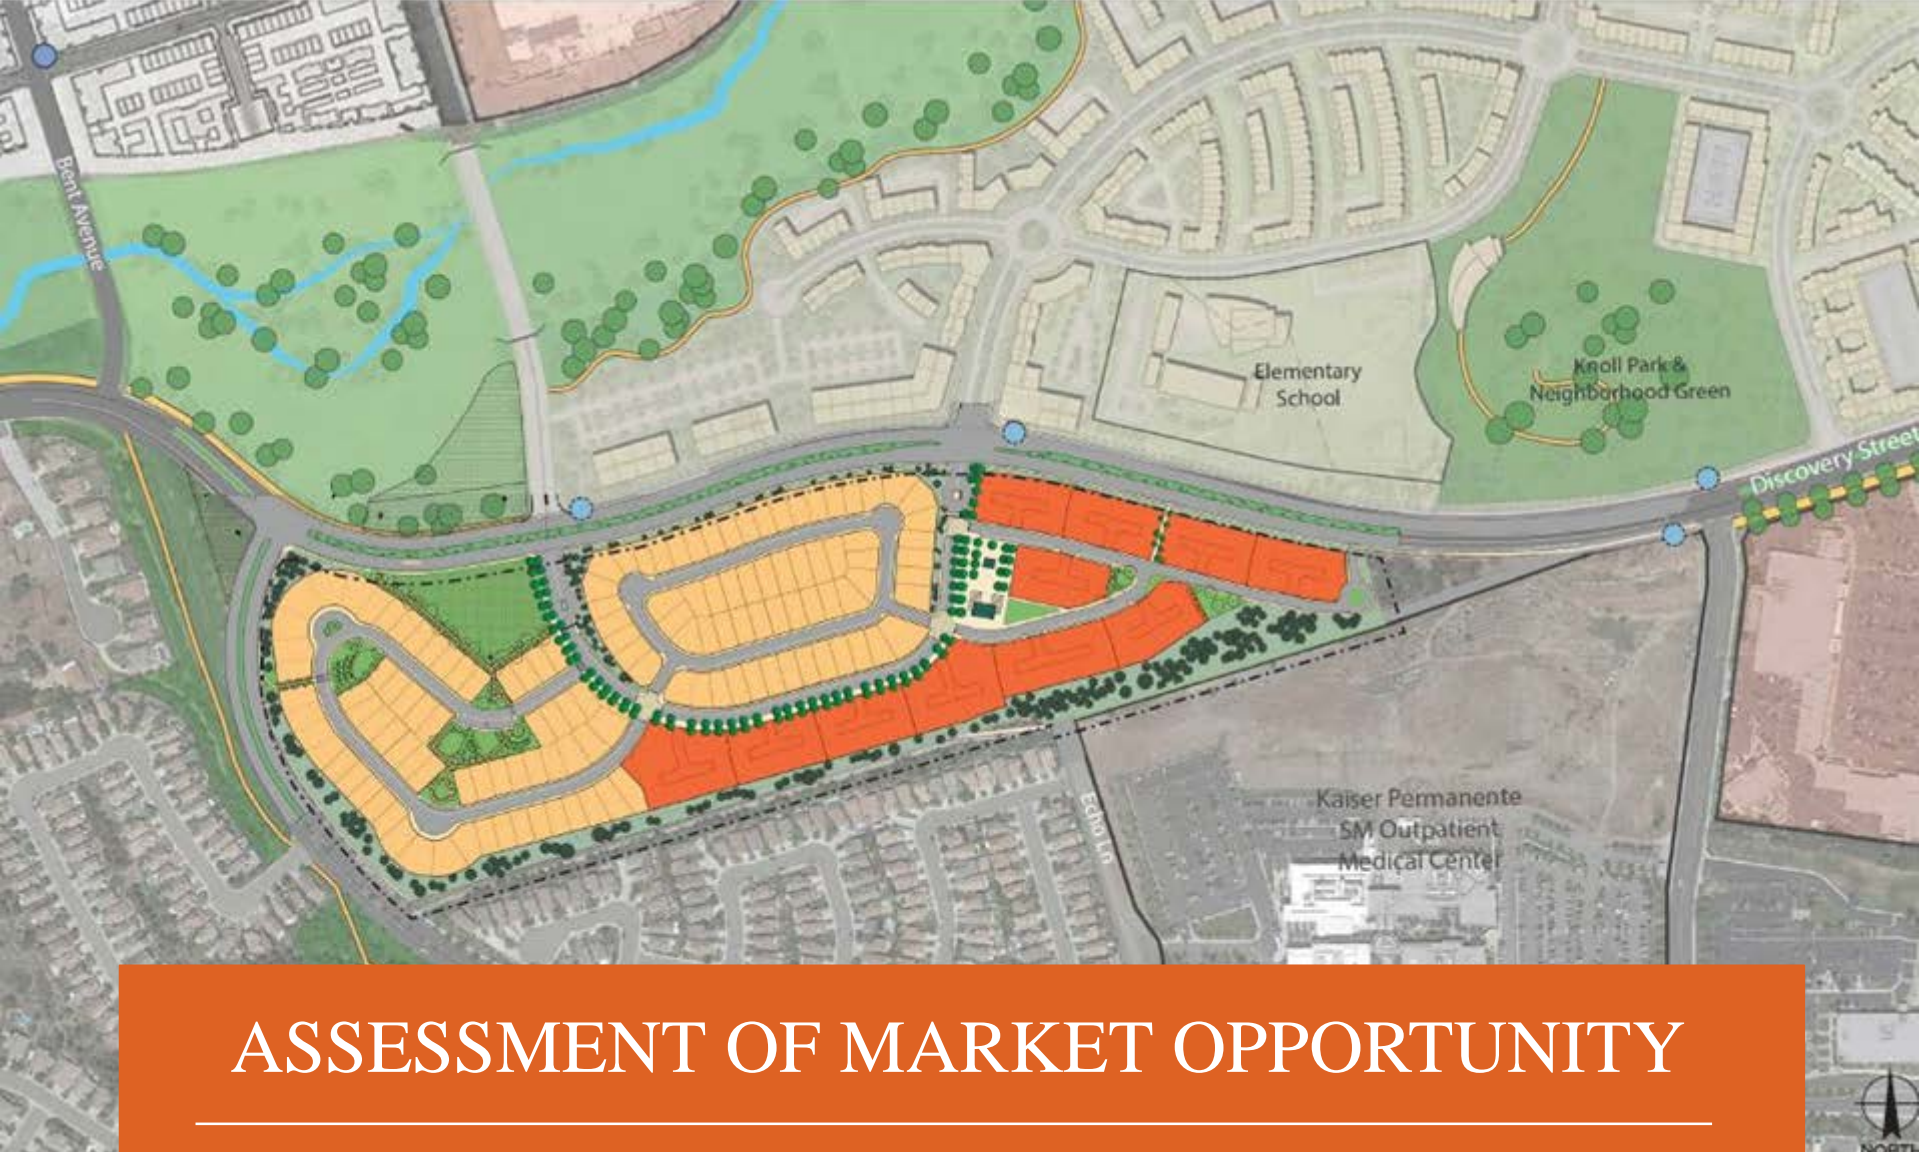 Bent Avenue
Elementary
School
Knoll Park &
Neighborhood Green
Discovery Street
Kaiser Permanente
SM Outpatient
Medical Center
Echo Ln
ASSESSMENT OF MARKET OPPORTUNITY
NORTH